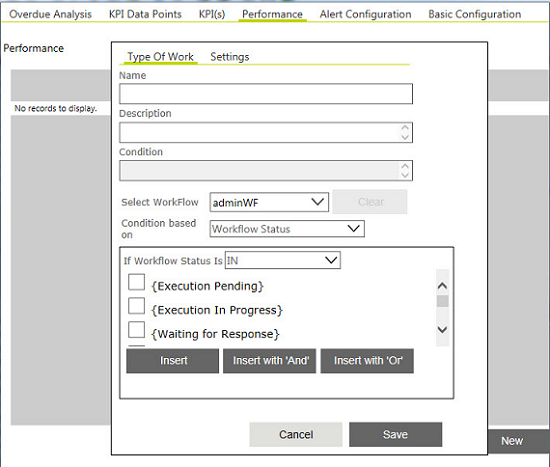 Overdue Analysis KPI Data Points KPI(s) Performance Alert Configuration Basic Configuration
Performance
Type Of Work Settings
Name
No records to display.
Description
Condition
Select WorkFlow adminWF Clear
Condition based on Workflow Status
If Workflow Status Is IN
{Execution Pending}
{Execution In Progress}
{Waiting for Response}
Insert Insert with 'And' Insert with 'Or'
Cancel Save
New